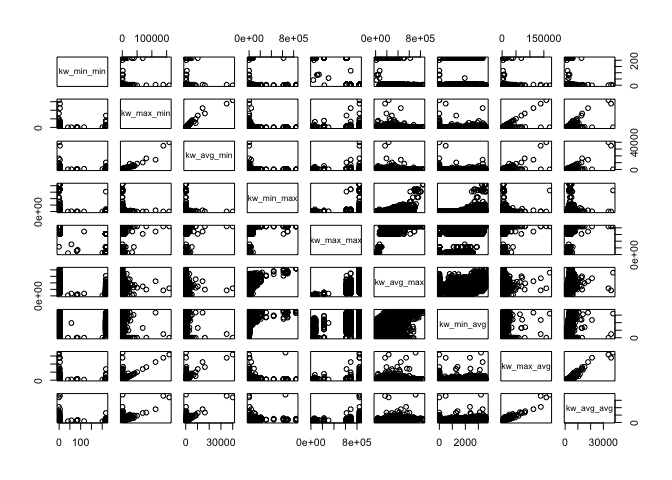 0 100000 0e+00 8e+05 0e+00 8e+05 0 150000
kw_min_min 0 200
0 kw_max_min
kw_avg_min 0 40000
0e+00 kw_min_max
kw_max_max 0e+00
0e+00 kw_avg_max
kw_min_avg 0
0 kw_max_avg
kw_avg_avg 0
0 100 0 30000 0e+00 8e+05 0 2000 0 30000